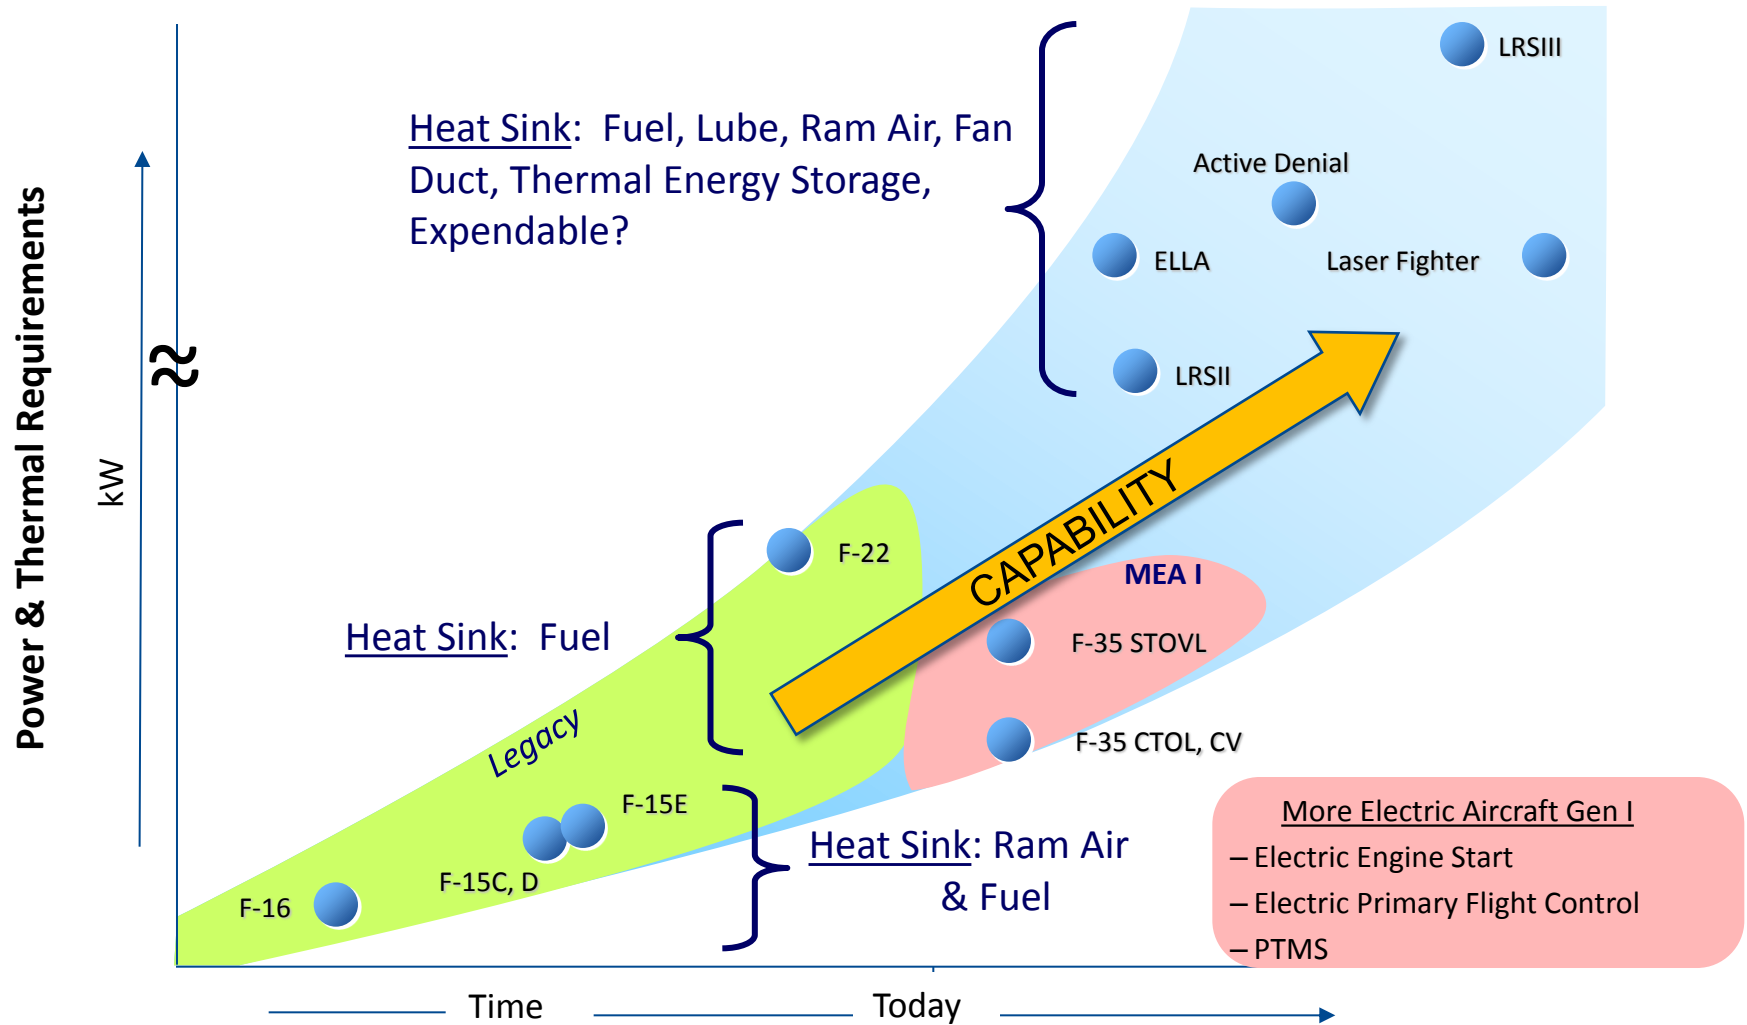 LRSIII
Heat Sink: Fuel, Lube, Ram Air, Fan
Duct, Thermal Energy Storage,
Expendable?
Active Denial
ELLA
Laser Fighter
LRSII
Power & Thermal Requirements
kW
CAPABILITY
F-22
MEA I
Heat Sink: Fuel
F-35 STOVL
Legacy
F-35 CTOL, CV
F-15E
Heat Sink: Ram Air
& Fuel
F-15C, D
F-16
More Electric Aircraft Gen I
– Electric Engine Start
– Electric Primary Flight Control
– PTMS
Time
Today